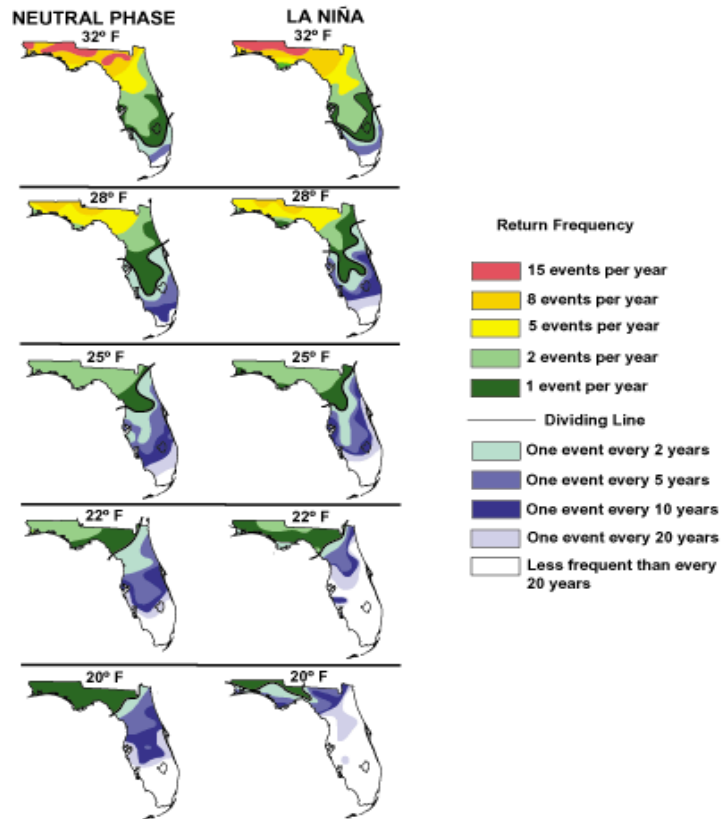 NEUTRAL PHASE
LA NIÑA
32º F
32º F
28º F
28º F
25º F
25º F
22º F
22º F
20º F
20º F
Return Frequency
15 events per year
8 events per year
5 events per year
2 events per year
1 event per year
Dividing Line
One event every 2 years
One event every 5 years
One event every 10 years
One event every 20 years
Less frequent than every
20 years